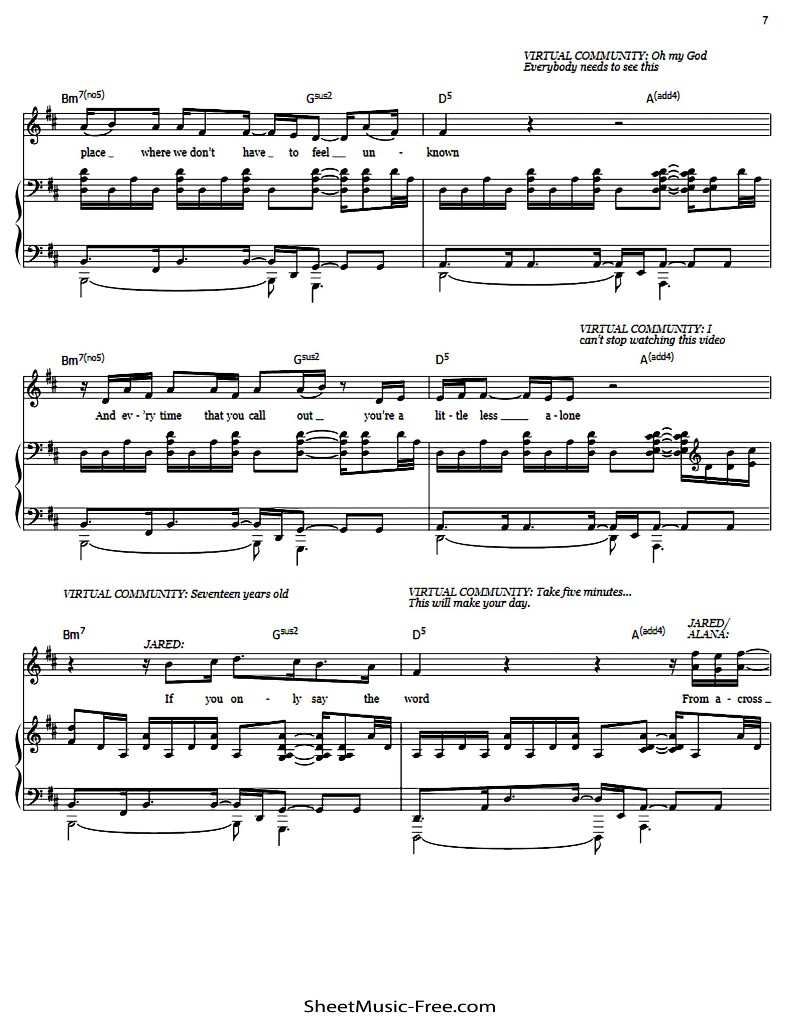 7
VIRTUAL COMMUNITY: Oh my God
Everybody needs to see this
Bm7(no5) Gsus2 D5 A(add4)
place _ where we don't have _ to feel __ un - known
VIRTUAL COMMUNITY: I
can't stop watching this video
Bm7(no5) Gsus2 D5 A(add4)
And ev-'ry time that you call out __ you're a lit - tle less ____ a - lone
VIRTUAL COMMUNITY: Seventeen years old
VIRTUAL COMMUNITY: Take five minutes...
This will make your day.
Bm7 JARED: Gsus2 D5 A(add4) JARED/
ALANA:
If you on - ly say the word From a - cross _
SheetMusic-Free.com